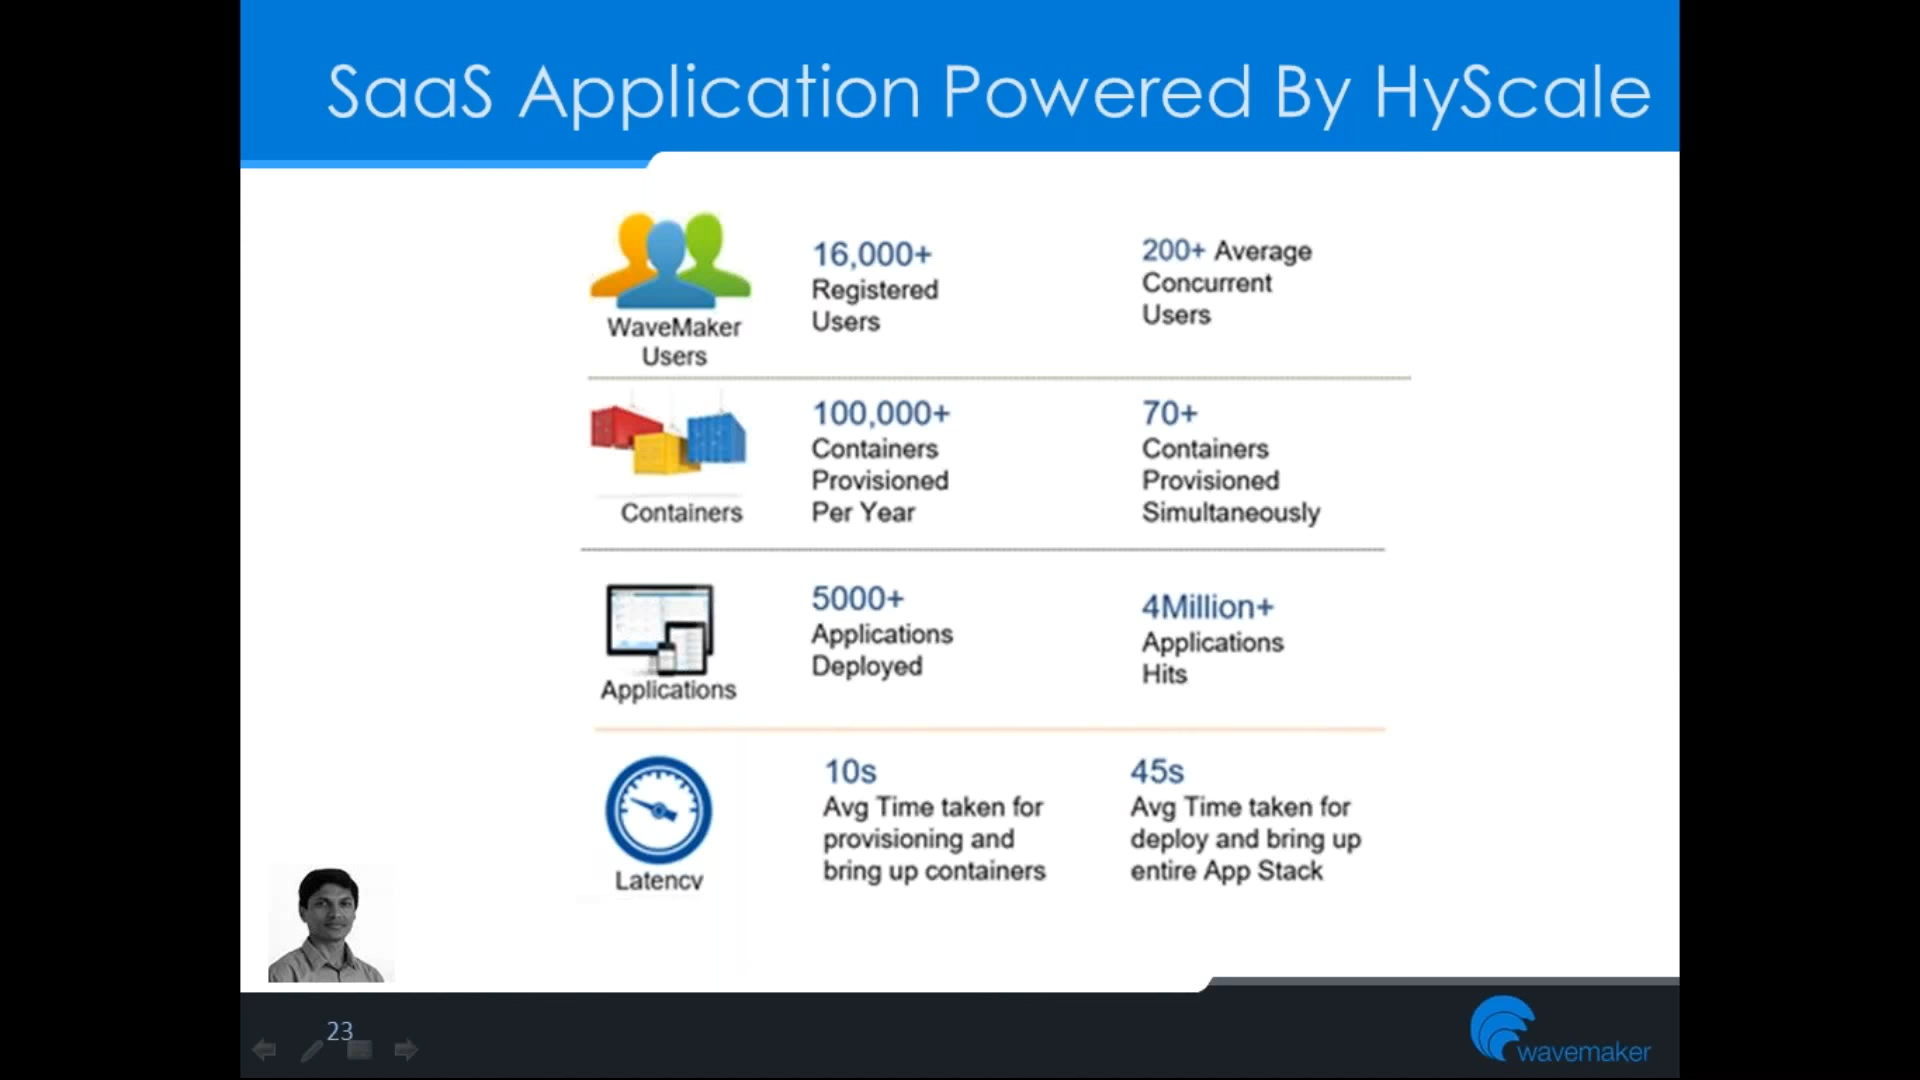 SaaS Application Powered By HyScale
WaveMaker
Users
16,000+
Registered
Users
200+ Average
Concurrent
Users
Containers
100,000+
Containers
Provisioned
Per Year
70+
Containers
Provisioned
Simultaneously
Applications
5000+
Applications
Deployed
4Million+
Applications
Hits
Latency
10s
Avg Time taken for
provisioning and
bring up containers
45s
Avg Time taken for
deploy and bring up
entire App Stack
23
wavemaker